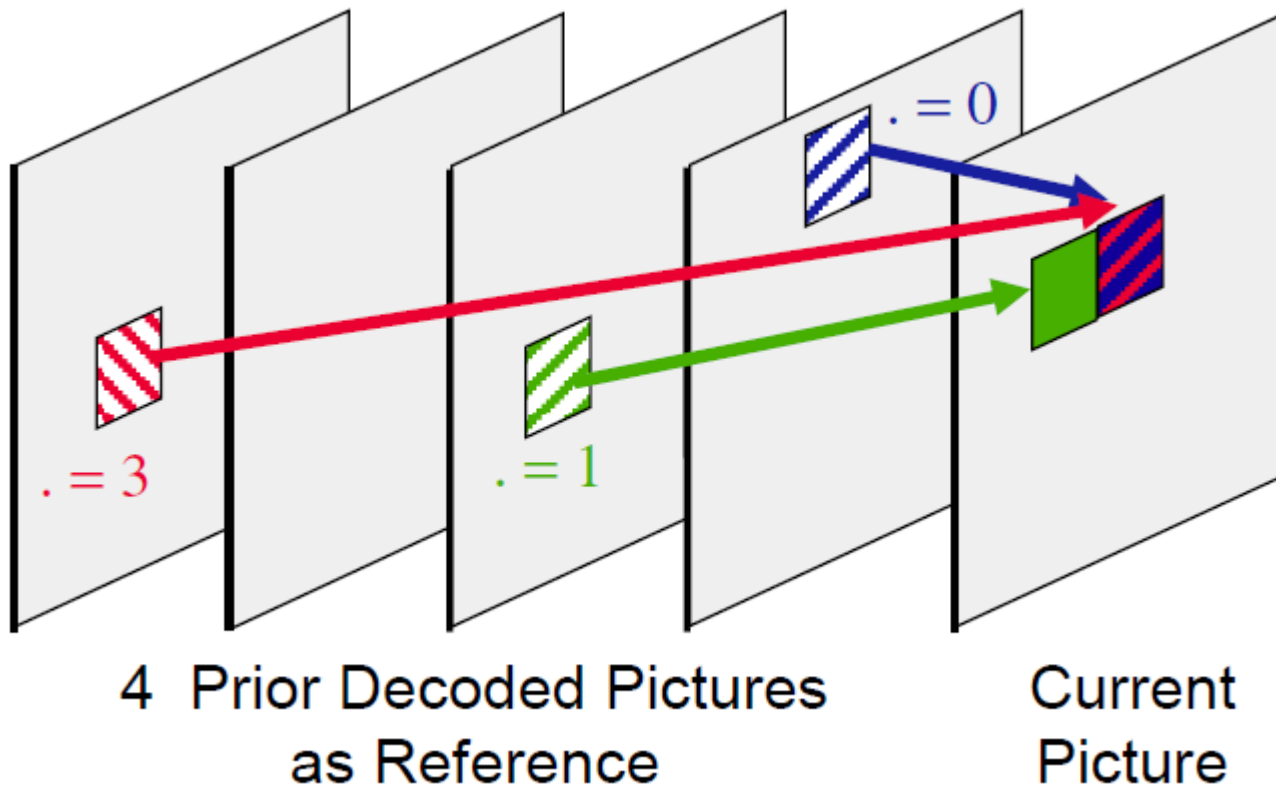 . = 0
. = 3
. = 1
4 Prior Decoded Pictures
as Reference
Current
Picture